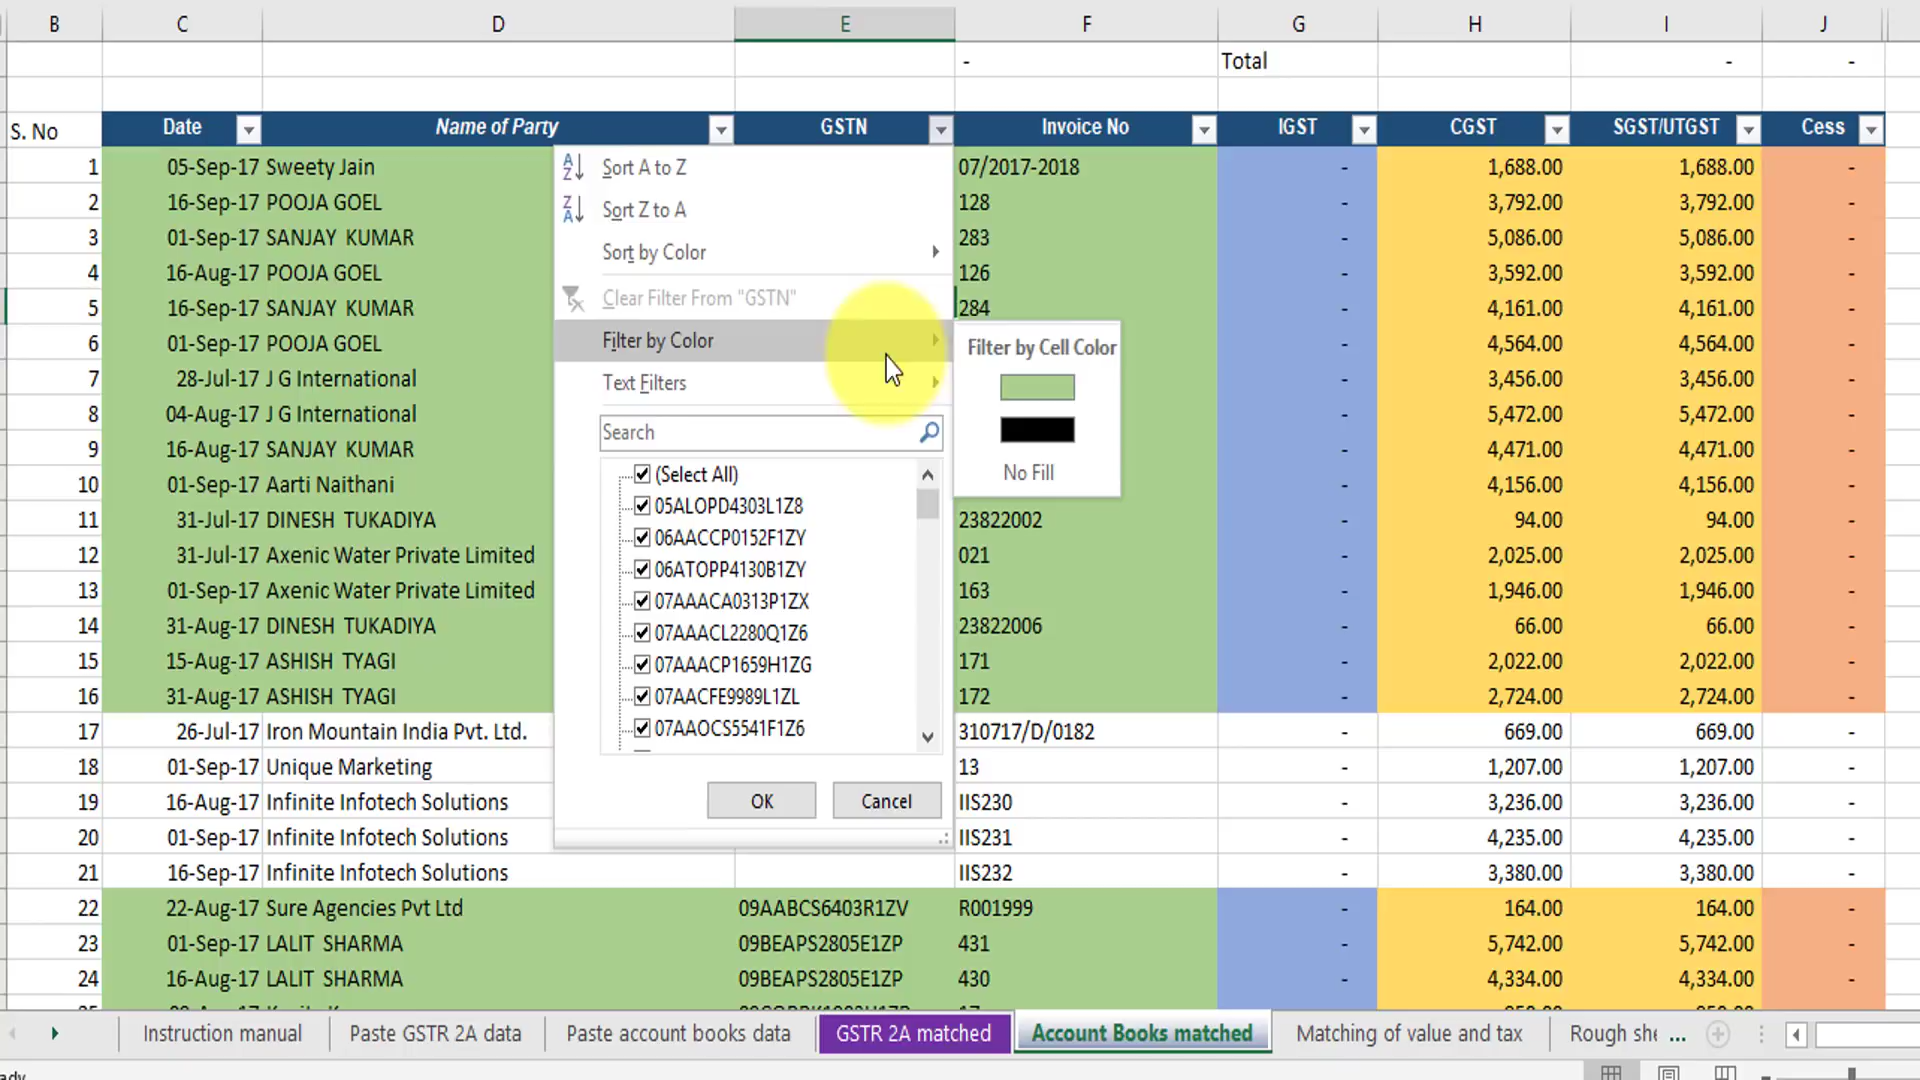 B C D E F G H I J
- Total - -
S. No Date Name of Party GSTN Invoice No IGST CGST SGST/UTGST Cess
1 05-Sep-17 Sweety Jain 07/2017-2018 - 1,688.00 1,688.00 -
2 16-Sep-17 POOJA GOEL 128 - 3,792.00 3,792.00 -
3 01-Sep-17 SANJAY KUMAR 283 - 5,086.00 5,086.00 -
4 16-Aug-17 POOJA GOEL 126 - 3,592.00 3,592.00 -
5 16-Sep-17 SANJAY KUMAR 284 - 4,161.00 4,161.00 -
6 01-Sep-17 POOJA GOEL - 4,564.00 4,564.00 -
7 28-Jul-17 J G International - 3,456.00 3,456.00 -
8 04-Aug-17 J G International - 5,472.00 5,472.00 -
9 16-Aug-17 SANJAY KUMAR - 4,471.00 4,471.00 -
10 01-Sep-17 Aarti Naithani - 4,156.00 4,156.00 -
11 31-Jul-17 DINESH TUKADIYA 23822002 - 94.00 94.00 -
12 31-Jul-17 Axenic Water Private Limited 021 - 2,025.00 2,025.00 -
13 01-Sep-17 Axenic Water Private Limited 163 - 1,946.00 1,946.00 -
14 31-Aug-17 DINESH TUKADIYA 23822006 - 66.00 66.00 -
15 15-Aug-17 ASHISH TYAGI 171 - 2,022.00 2,022.00 -
16 31-Aug-17 ASHISH TYAGI 172 - 2,724.00 2,724.00 -
17 26-Jul-17 Iron Mountain India Pvt. Ltd. 310717/D/0182 - 669.00 669.00 -
18 01-Sep-17 Unique Marketing 13 - 1,207.00 1,207.00 -
19 16-Aug-17 Infinite Infotech Solutions IIS230 - 3,236.00 3,236.00 -
20 01-Sep-17 Infinite Infotech Solutions IIS231 - 4,235.00 4,235.00 -
21 16-Sep-17 Infinite Infotech Solutions IIS232 - 3,380.00 3,380.00 -
22 22-Aug-17 Sure Agencies Pvt Ltd 09AABCS6403R1ZV R001999 - 164.00 164.00 -
23 01-Sep-17 LALIT SHARMA 09BEAPS2805E1ZP 431 - 5,742.00 5,742.00 -
24 16-Aug-17 LALIT SHARMA 09BEAPS2805E1ZP 430 - 4,334.00 4,334.00 -
Sort A to Z
Sort Z to A
Sort by Color
Clear Filter From "GSTN"
Filter by Color
Text Filters
Search
(Select All)
05ALOPD4303L1Z8
06AACCP0152F1ZY
06ATOPP4130B1ZY
07AAACA0313P1ZX
07AAACL2280Q1Z6
07AAACP1659H1ZG
07AACFE9989L1ZL
07AAOCS5541F1Z6
OK Cancel
Filter by Cell Color
No Fill
Instruction manual Paste GSTR 2A data Paste account books data GSTR 2A matched Account Books matched Matching of value and tax Rough she ...